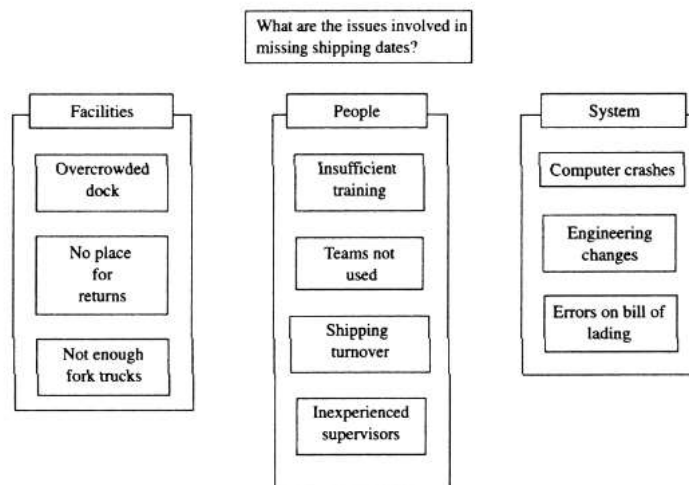 What are the issues involved in
missing shipping dates?
Facilities
Overcrowded
dock
No place
for
returns
Not enough
fork trucks
People
Insufficient
training
Teams not
used
Shipping
turnover
Inexperienced
supervisors
System
Computer crashes
Engineering
changes
Errors on bill of
lading